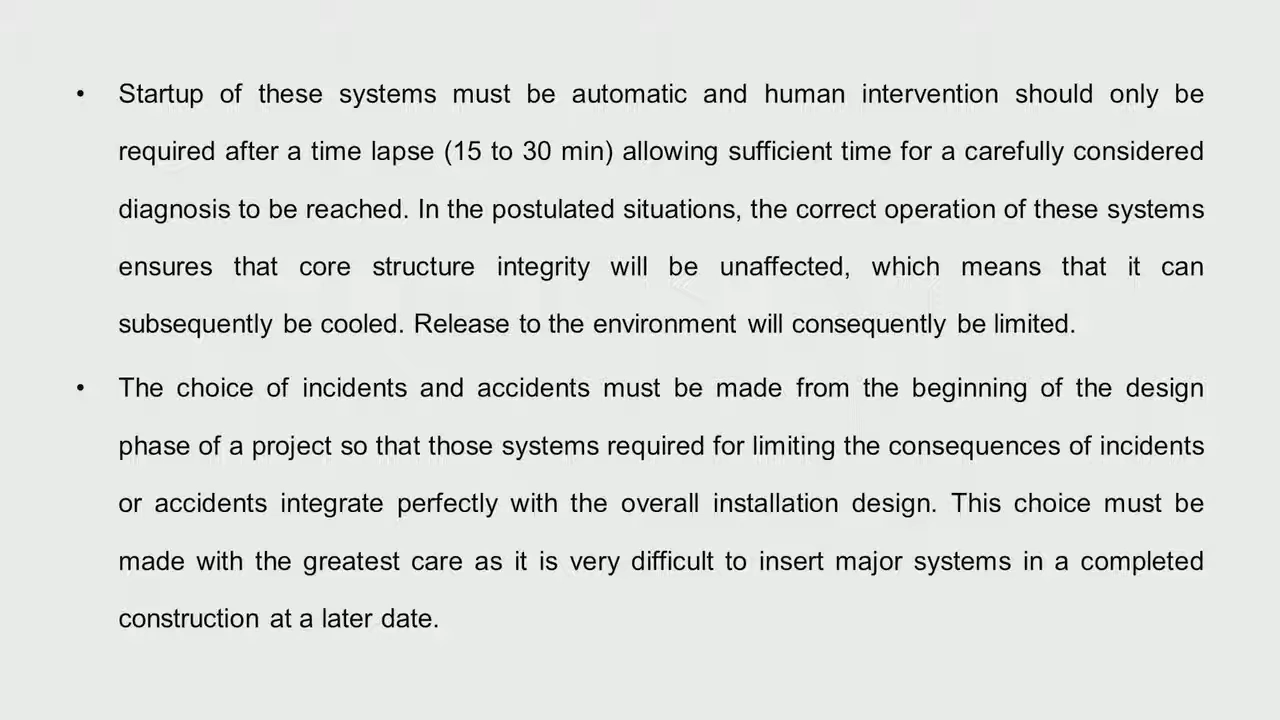 • Startup of these systems must be automatic and human intervention should only be
required after a time lapse (15 to 30 min) allowing sufficient time for a carefully considered
diagnosis to be reached. In the postulated situations, the correct operation of these systems
ensures that core structure integrity will be unaffected, which means that it can
subsequently be cooled. Release to the environment will consequently be limited.
• The choice of incidents and accidents must be made from the beginning of the design
phase of a project so that those systems required for limiting the consequences of incidents
or accidents integrate perfectly with the overall installation design. This choice must be
made with the greatest care as it is very difficult to insert major systems in a completed
construction at a later date.